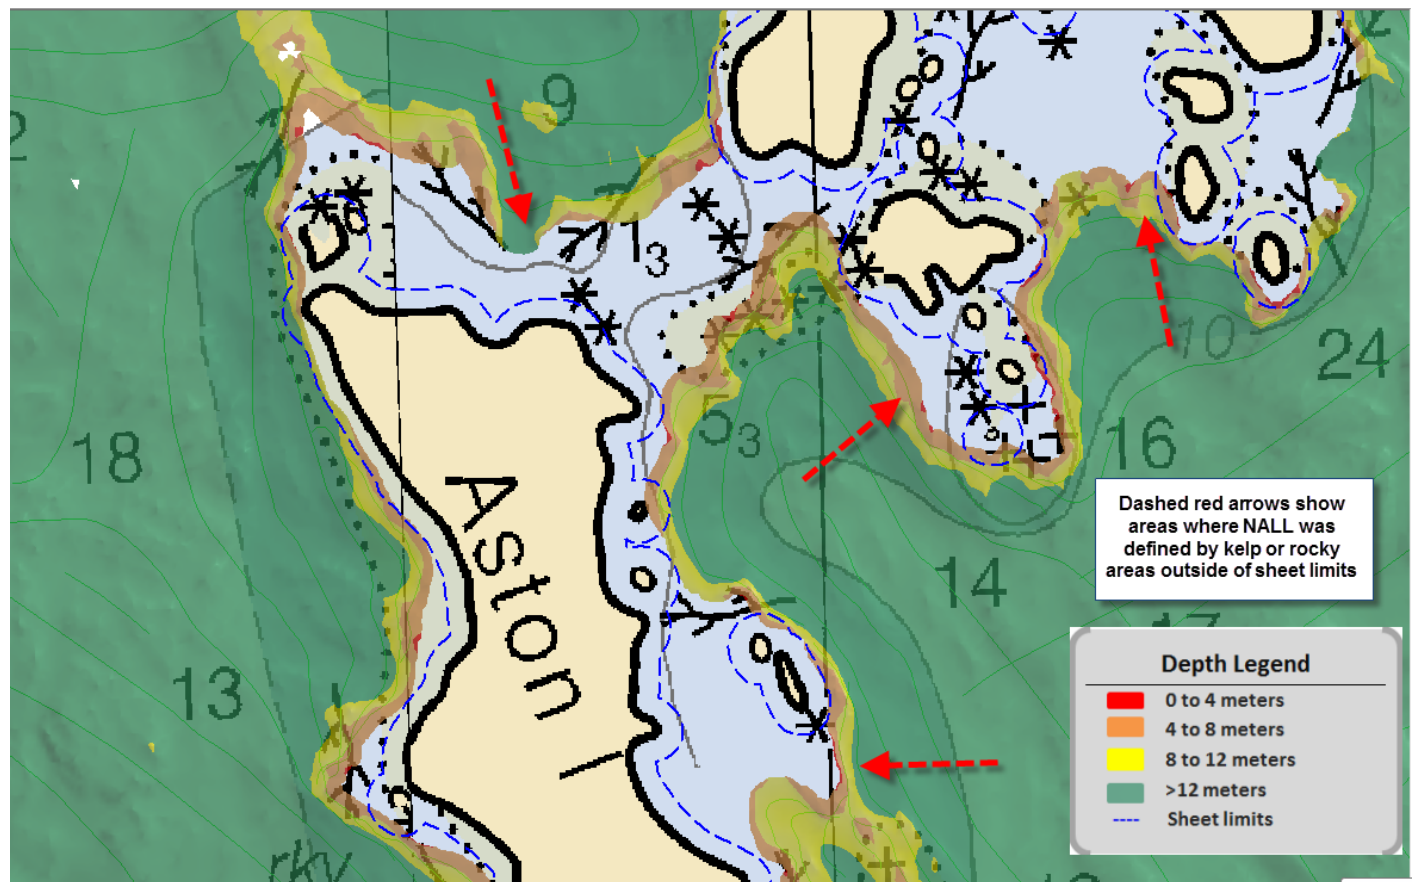 9
2
1₃
10
24
5₃
18
16
Aston I
14
Dashed red arrows show
areas where NALL was
defined by kelp or rocky
areas outside of sheet limits
13
17
Depth Legend
0 to 4 meters
4 to 8 meters
8 to 12 meters
>12 meters
Sheet limits
rky